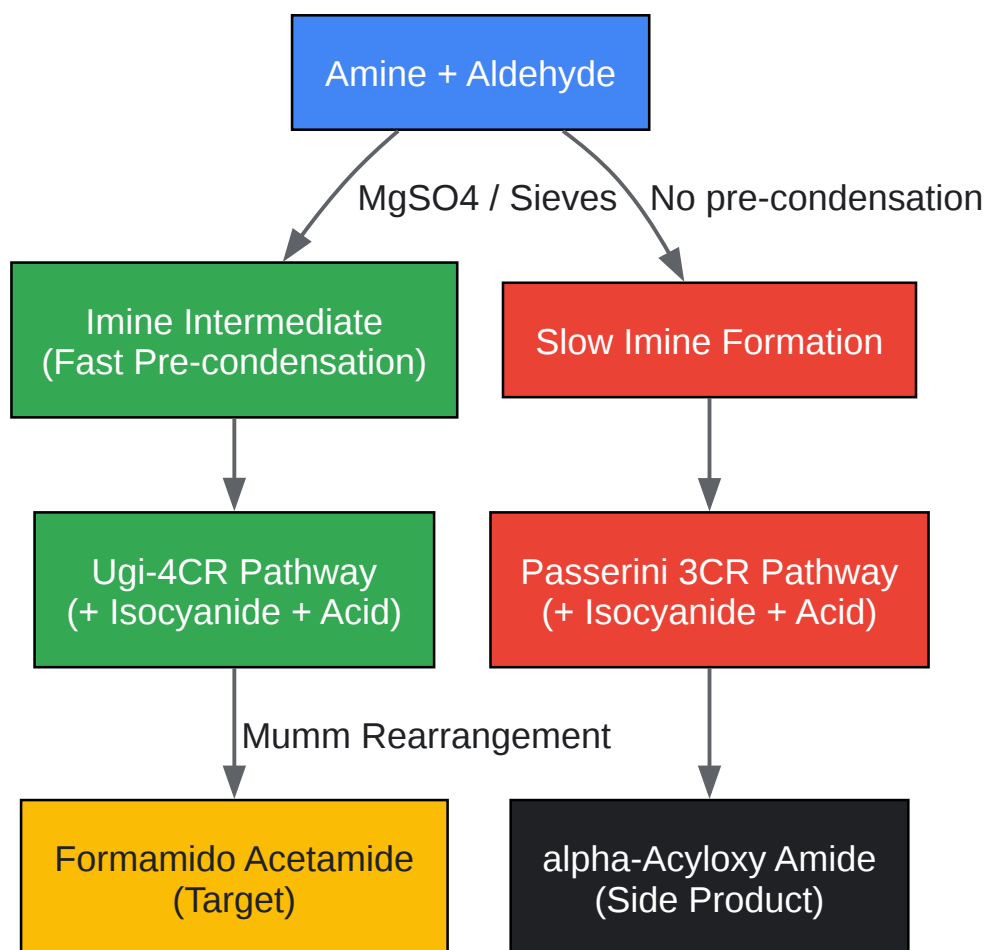 Amine + Aldehyde
MgSO4 / Sieves
No pre-condensation
Imine Intermediate
(Fast Pre-condensation)
Slow Imine Formation
Ugi-4CR Pathway
(+ Isocyanide + Acid)
Passerini 3CR Pathway
(+ Isocyanide + Acid)
Mumm Rearrangement
Formamido Acetamide
(Target)
alpha-Acyloxy Amide
(Side Product)